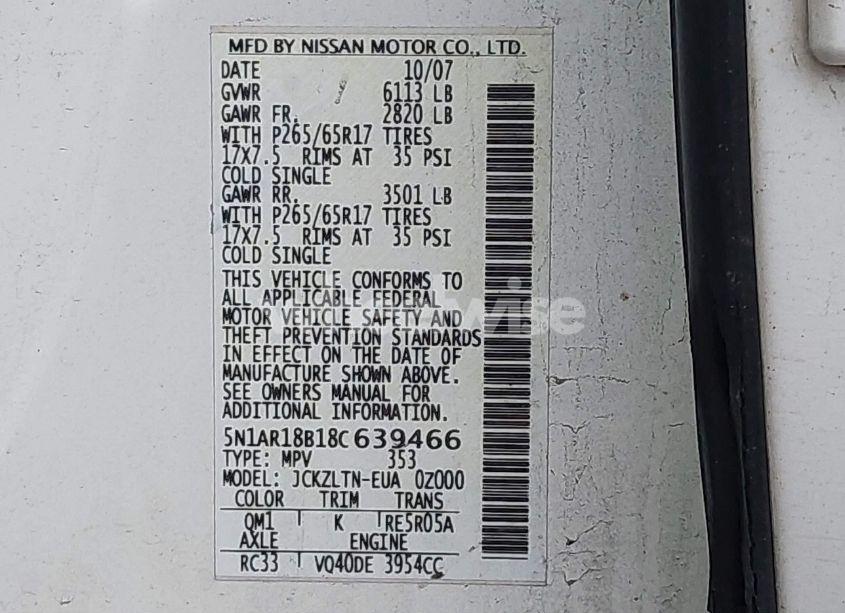 MFD BY NISSAN MOTOR CO., LTD.
DATE 10/07
GVWR 6113 LB
GAWR FR. 2820 LB
WITH P265/65R17 TIRES
17X7.5 RIMS AT 35 PSI
COLD SINGLE
GAWR RR. 3501 LB
WITH P265/65R17 TIRES
17X7.5 RIMS AT 35 PSI
COLD SINGLE
THIS VEHICLE CONFORMS TO
ALL APPLICABLE FEDERAL
MOTOR VEHICLE SAFETY AND
THEFT PREVENTION STANDARDS
IN EFFECT ON THE DATE OF
MANUFACTURE SHOWN ABOVE.
SEE OWNERS MANUAL FOR
ADDITIONAL INFORMATION.
5N1AR18B18C639466
TYPE: MPV 353
MODEL: JCKZLTN-EUA 0Z000
COLOR TRIM TRANS
QM1 K RE5R05A
AXLE ENGINE
RC33 VQ40DE 3954CC